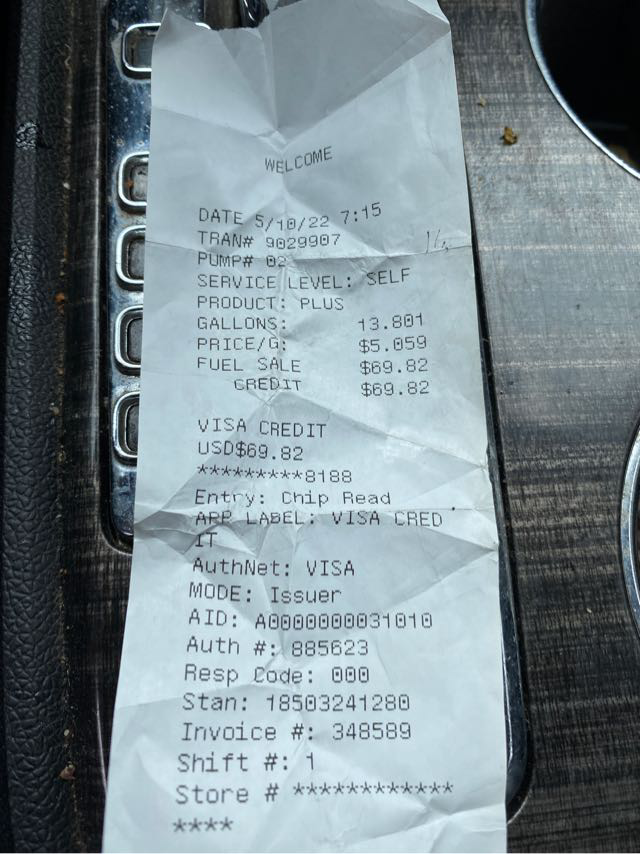 WELCOME
DATE 5/10/22 7:15
TRAN# 9029907
PUMP# 02
SERVICE LEVEL: SELF
PRODUCT: PLUS
GALLONS: 13.801
PRICE/G: $5.059
FUEL SALE $69.82
CREDIT $69.82
VISA CREDIT
USD$69.82
*********8188
Entry: Chip Read
APP LABEL: VISA CRED
IT
AuthNet: VISA
MODE: Issuer
AID: A0000000031010
Auth #: 885623
Resp Code: 000
Stan: 18503241280
Invoice #: 348589
Shift #: 1
Store # ************
****